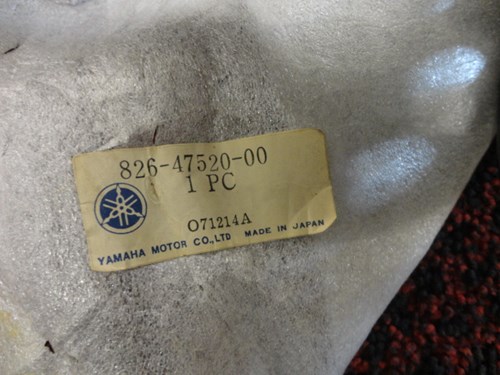 826-47520-00
1 PC
O71214A
YAMAHA MOTOR CO.,LTD MADE IN JAPAN